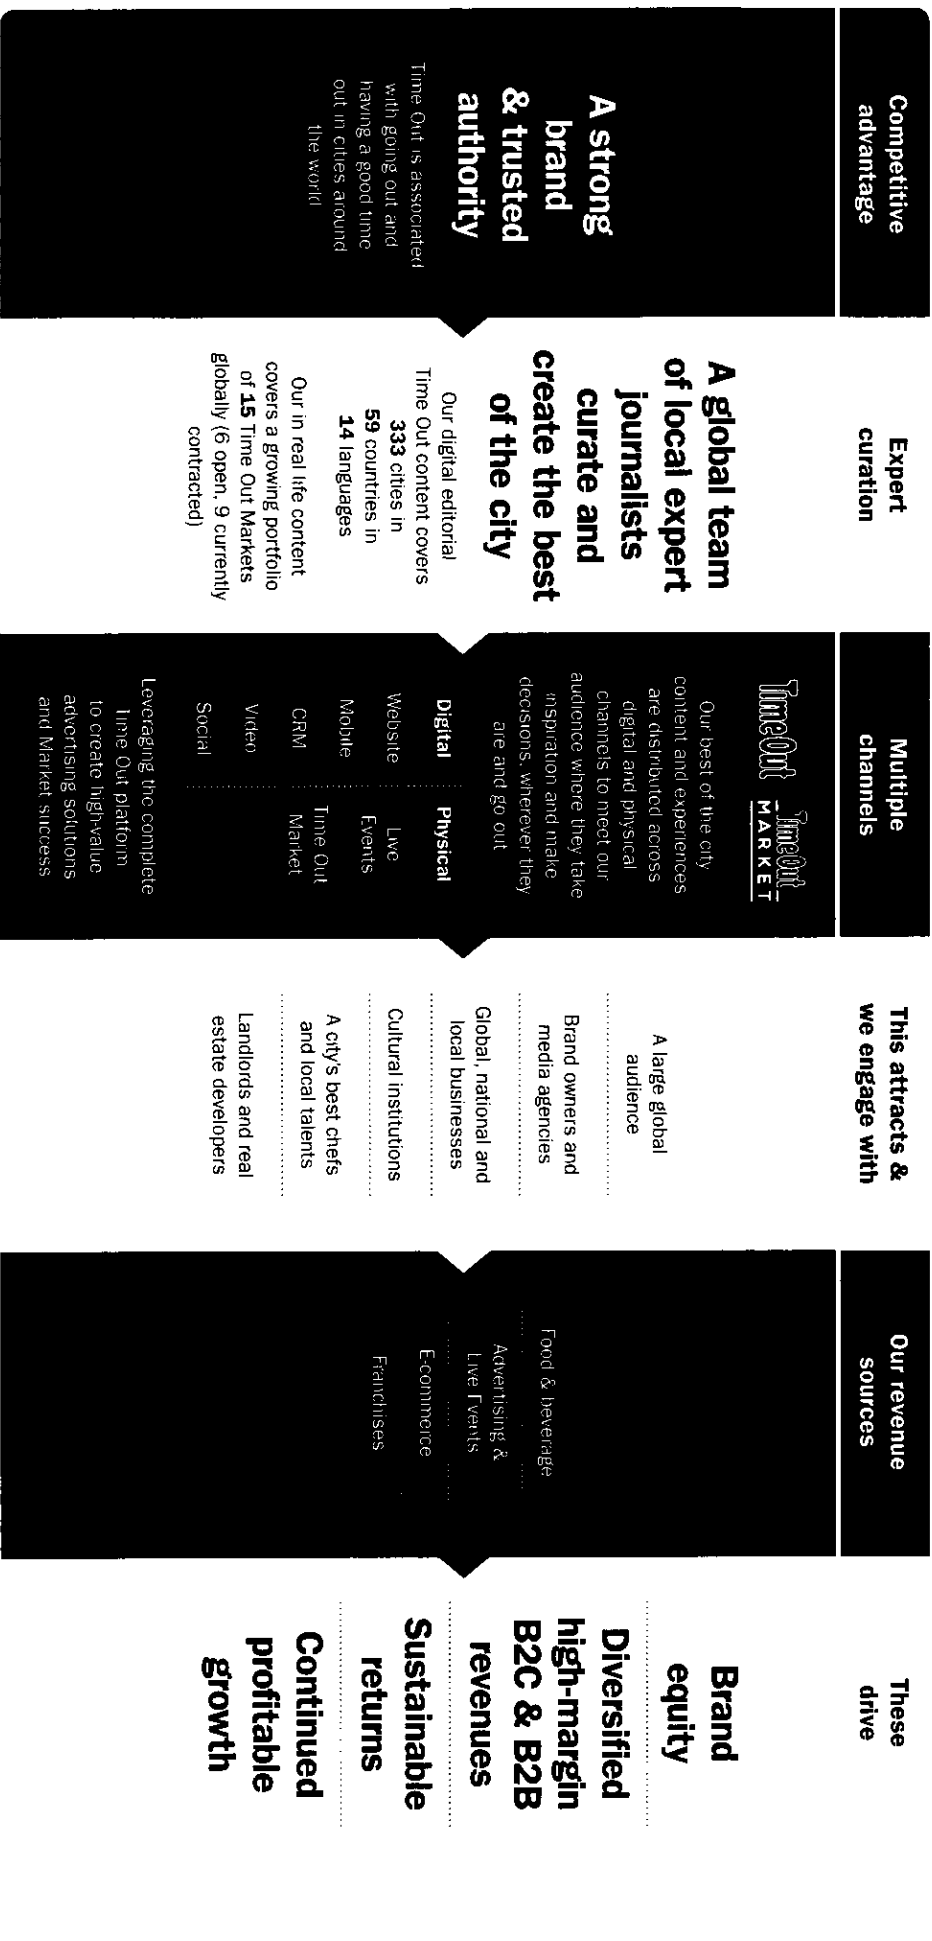 Competitive
advantage
A strong
brand
& trusted
authority
Time Out is associated
with going out and
having a good time
out in cities around
the world
Expert
curation
A global team
of local expert
journalists
curate and
create the best
of the city
Our digital editorial
Time Out content covers
333 cities in
59 countries in
14 languages
Our in real life content
covers a growing portfolio
of 15 Time Out Markets
globally (6 open, 9 currently
contracted)
Multiple
channels
TimeOut
TimeOut
MARKET
Our best of the city
content and experiences
are distributed across
digital and physical
channels to meet our
audience where they take
inspiration and make
decisions, wherever they
are and go out
Digital
Website
Mobile
CRM
Video
Social
Physical
Live
Events
Time Out
Market
Leveraging the complete
Time Out platform
to create high-value
advertising solutions
and Market success
This attracts &
we engage with
A large global
audience
Brand owners and
media agencies
Global, national and
local businesses
Cultural institutions
A city's best chefs
and local talents
Landlords and real
estate developers
Our revenue
sources
Food & beverage
Advertising &
Live Events
E-commerce
Franchises
These
drive
Brand
equity
Diversified
high-margin
B2C & B2B
revenues
Sustainable
returns
Continued
profitable
growth